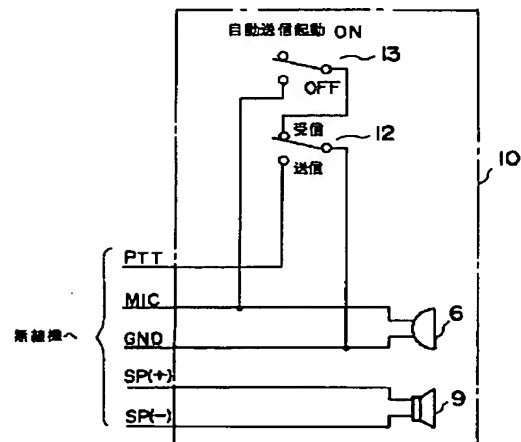 自動送信起動 ON
13
OFF
受信
12
送信
10
PTT
MIC
6
GND
無線機へ
SP(+)
9
SP(-)